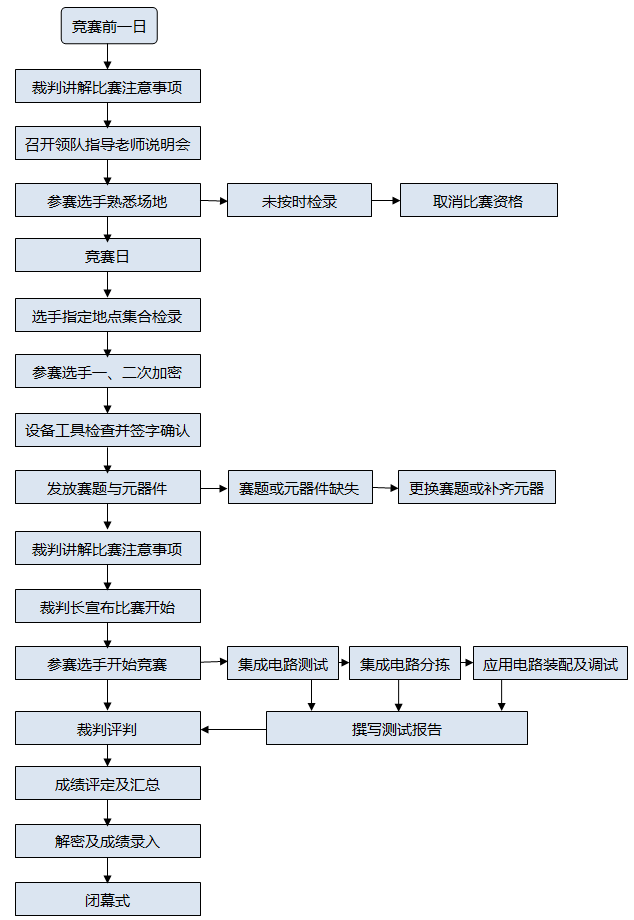 竞赛前一日
裁判讲解比赛注意事项
召开领队指导老师说明会
参赛选手熟悉场地
未按时检录
取消比赛资格
竞赛日
选手指定地点集合检录
参赛选手一、二次加密
设备工具检查并签字确认
发放赛题与元器件
赛题或元器件缺失
更换赛题或补齐元器
裁判讲解比赛注意事项
裁判长宣布比赛开始
参赛选手开始竞赛
集成电路测试
集成电路分拣
应用电路装配及调试
裁判评判
撰写测试报告
成绩评定及汇总
解密及成绩录入
闭幕式